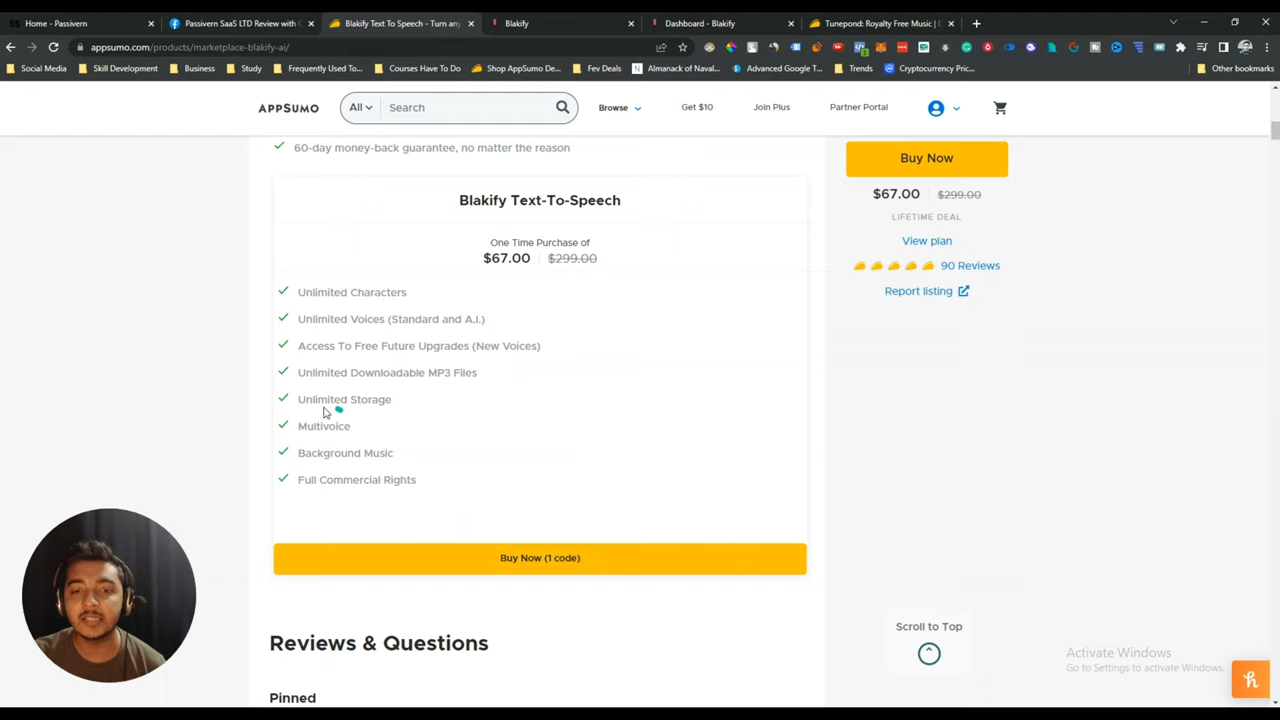 Home - Passivern
Passivern SaaS LTD Review with
Blakify Text To Speech - Turn any
Blakify
Dashboard - Blakify
Tunepond: Royalty Free Music | D
appsumo.com/products/marketplace-blakify-ai/
Social Media
Skill Development
Business
Study
Frequently Used To...
Courses Have To Do
Shop AppSumo De...
Fev Deals
Almanack of Naval...
Advanced Google T...
Trends
Cryptocurrency Pric...
Other bookmarks
APPSUMO
All
Search
Browse
Get $10
Join Plus
Partner Portal
60-day money-back guarantee, no matter the reason
Blakify Text-To-Speech
One Time Purchase of
$67.00 $299.00
Unlimited Characters
Unlimited Voices (Standard and A.I.)
Access To Free Future Upgrades (New Voices)
Unlimited Downloadable MP3 Files
Unlimited Storage
Multivoice
Background Music
Full Commercial Rights
Buy Now (1 code)
Buy Now
$67.00 $299.00
LIFETIME DEAL
View plan
90 Reviews
Report listing
Reviews & Questions
Pinned
Scroll to Top
Activate Windows
Go to Settings to activate Windows.